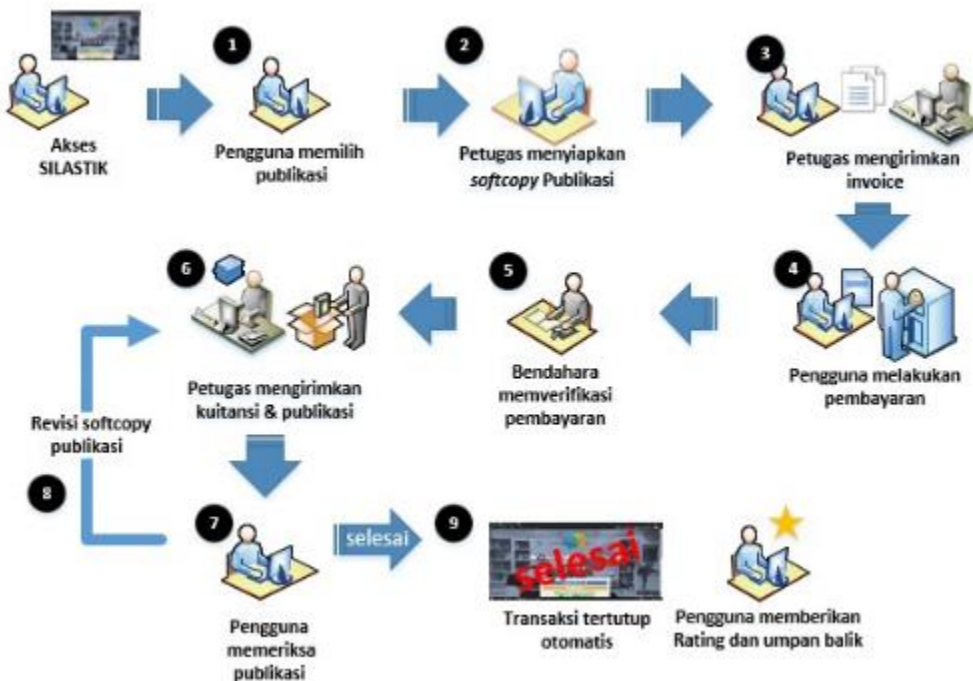 Akses
SILASTIK
1
Pengguna memilih
publikasi
2
Petugas menyiapkan
softcopy Publikasi
3
Petugas mengirimkan
invoice
4
Pengguna melakukan
pembayaran
5
Bendahara
memverifikasi
pembayaran
6
Petugas mengirimkan
kuitansi & publikasi
Revisi softcopy
publikasi
8
7
Pengguna
memeriksa
publikasi
selesai
9
selesai
Transaksi tertutup
otomatis
Pengguna memberikan
Rating dan umpan balik